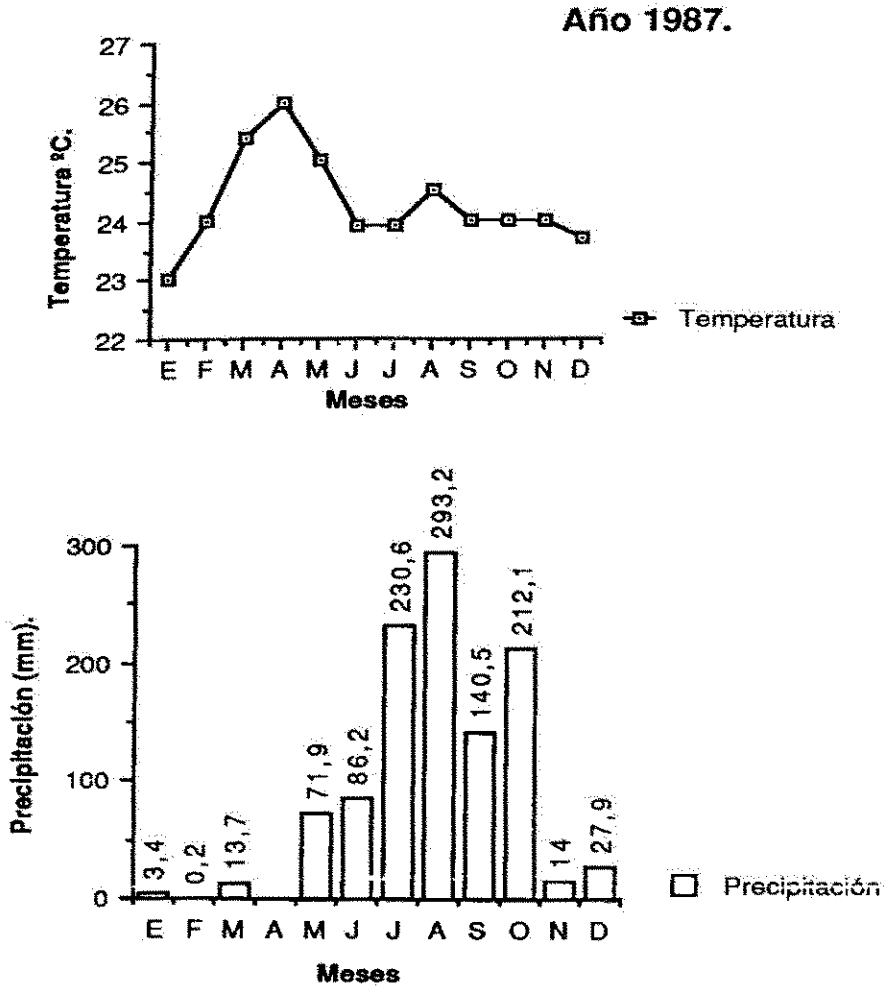 Año 1987.
27
26
25
24
23
22
Temperatura ºC.
E F M A M J J A S O N D
Meses
Temperatura
300
200
100
0
Precipitación (mm).
3,4
0,2
13,7
71,9
86,2
230,6
293,2
140,5
212,1
14
27,9
E F M A M J J A S O N D
Meses
Precipitación